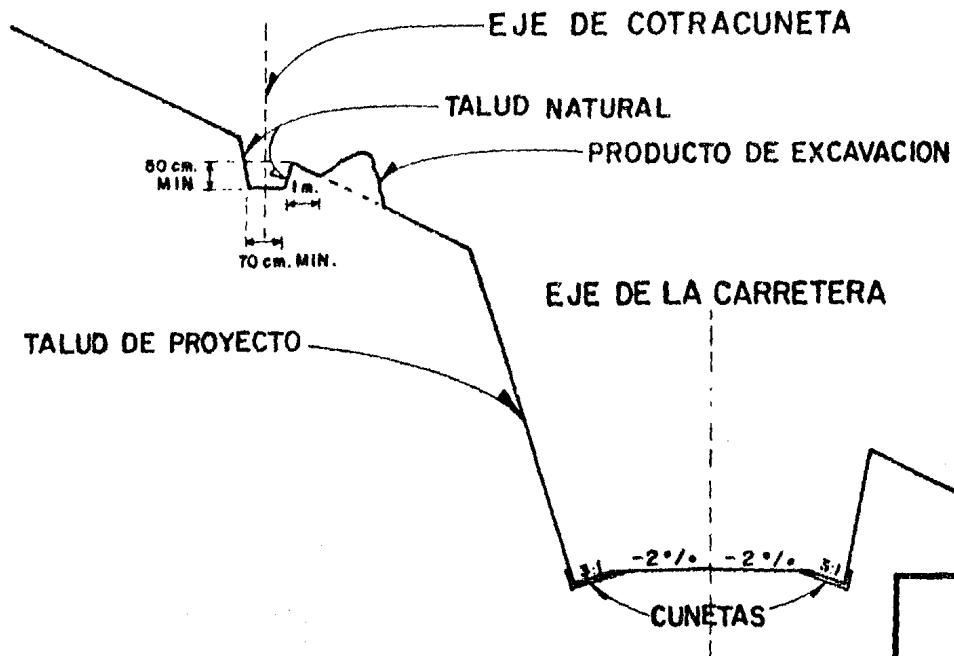 EJE DE COTRACUNETA
TALUD NATURAL
PRODUCTO DE EXCAVACION
50 cm.
MIN
1 m.
70 cm. MIN.
EJE DE LA CARRETERA
TALUD DE PROYECTO
3:1
-2%
-2%
3:1
CUNETAS